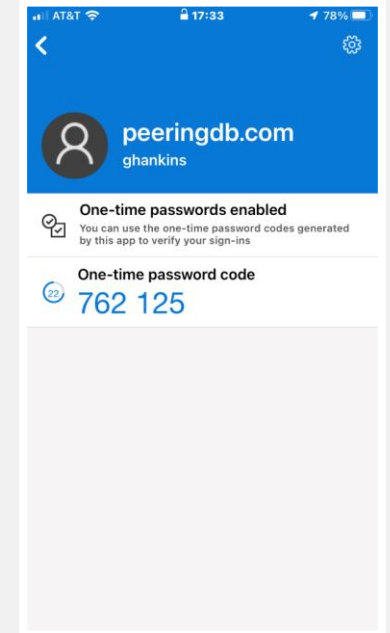 AT&T 17:33 78%
peeringdb.com
ghankins
One-time passwords enabled
You can use the one-time password codes generated
by this app to verify your sign-ins
One-time password code
22
762 125